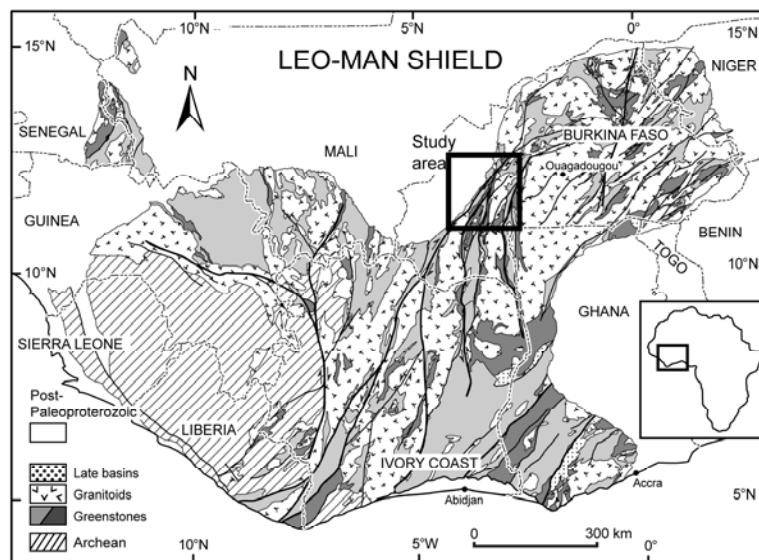 10°N 5°W 0°
15°N 15°N
LEO-MAN SHIELD
NIGER
N
SENEGAL
BURKINA FASO
MALI
Study
area
Ouagadougou
GUINEA
BENIN
TOGO
10°N 10°N
GHANA
SIERRA LEONE
Post-
Paleoproterozoic
LIBERIA
IVORY COAST
Late basins
Granitoids
Greenstones
Archean
Abidjan
Accra
5°N 5°N
10°N 5°W 0°
0 300 km